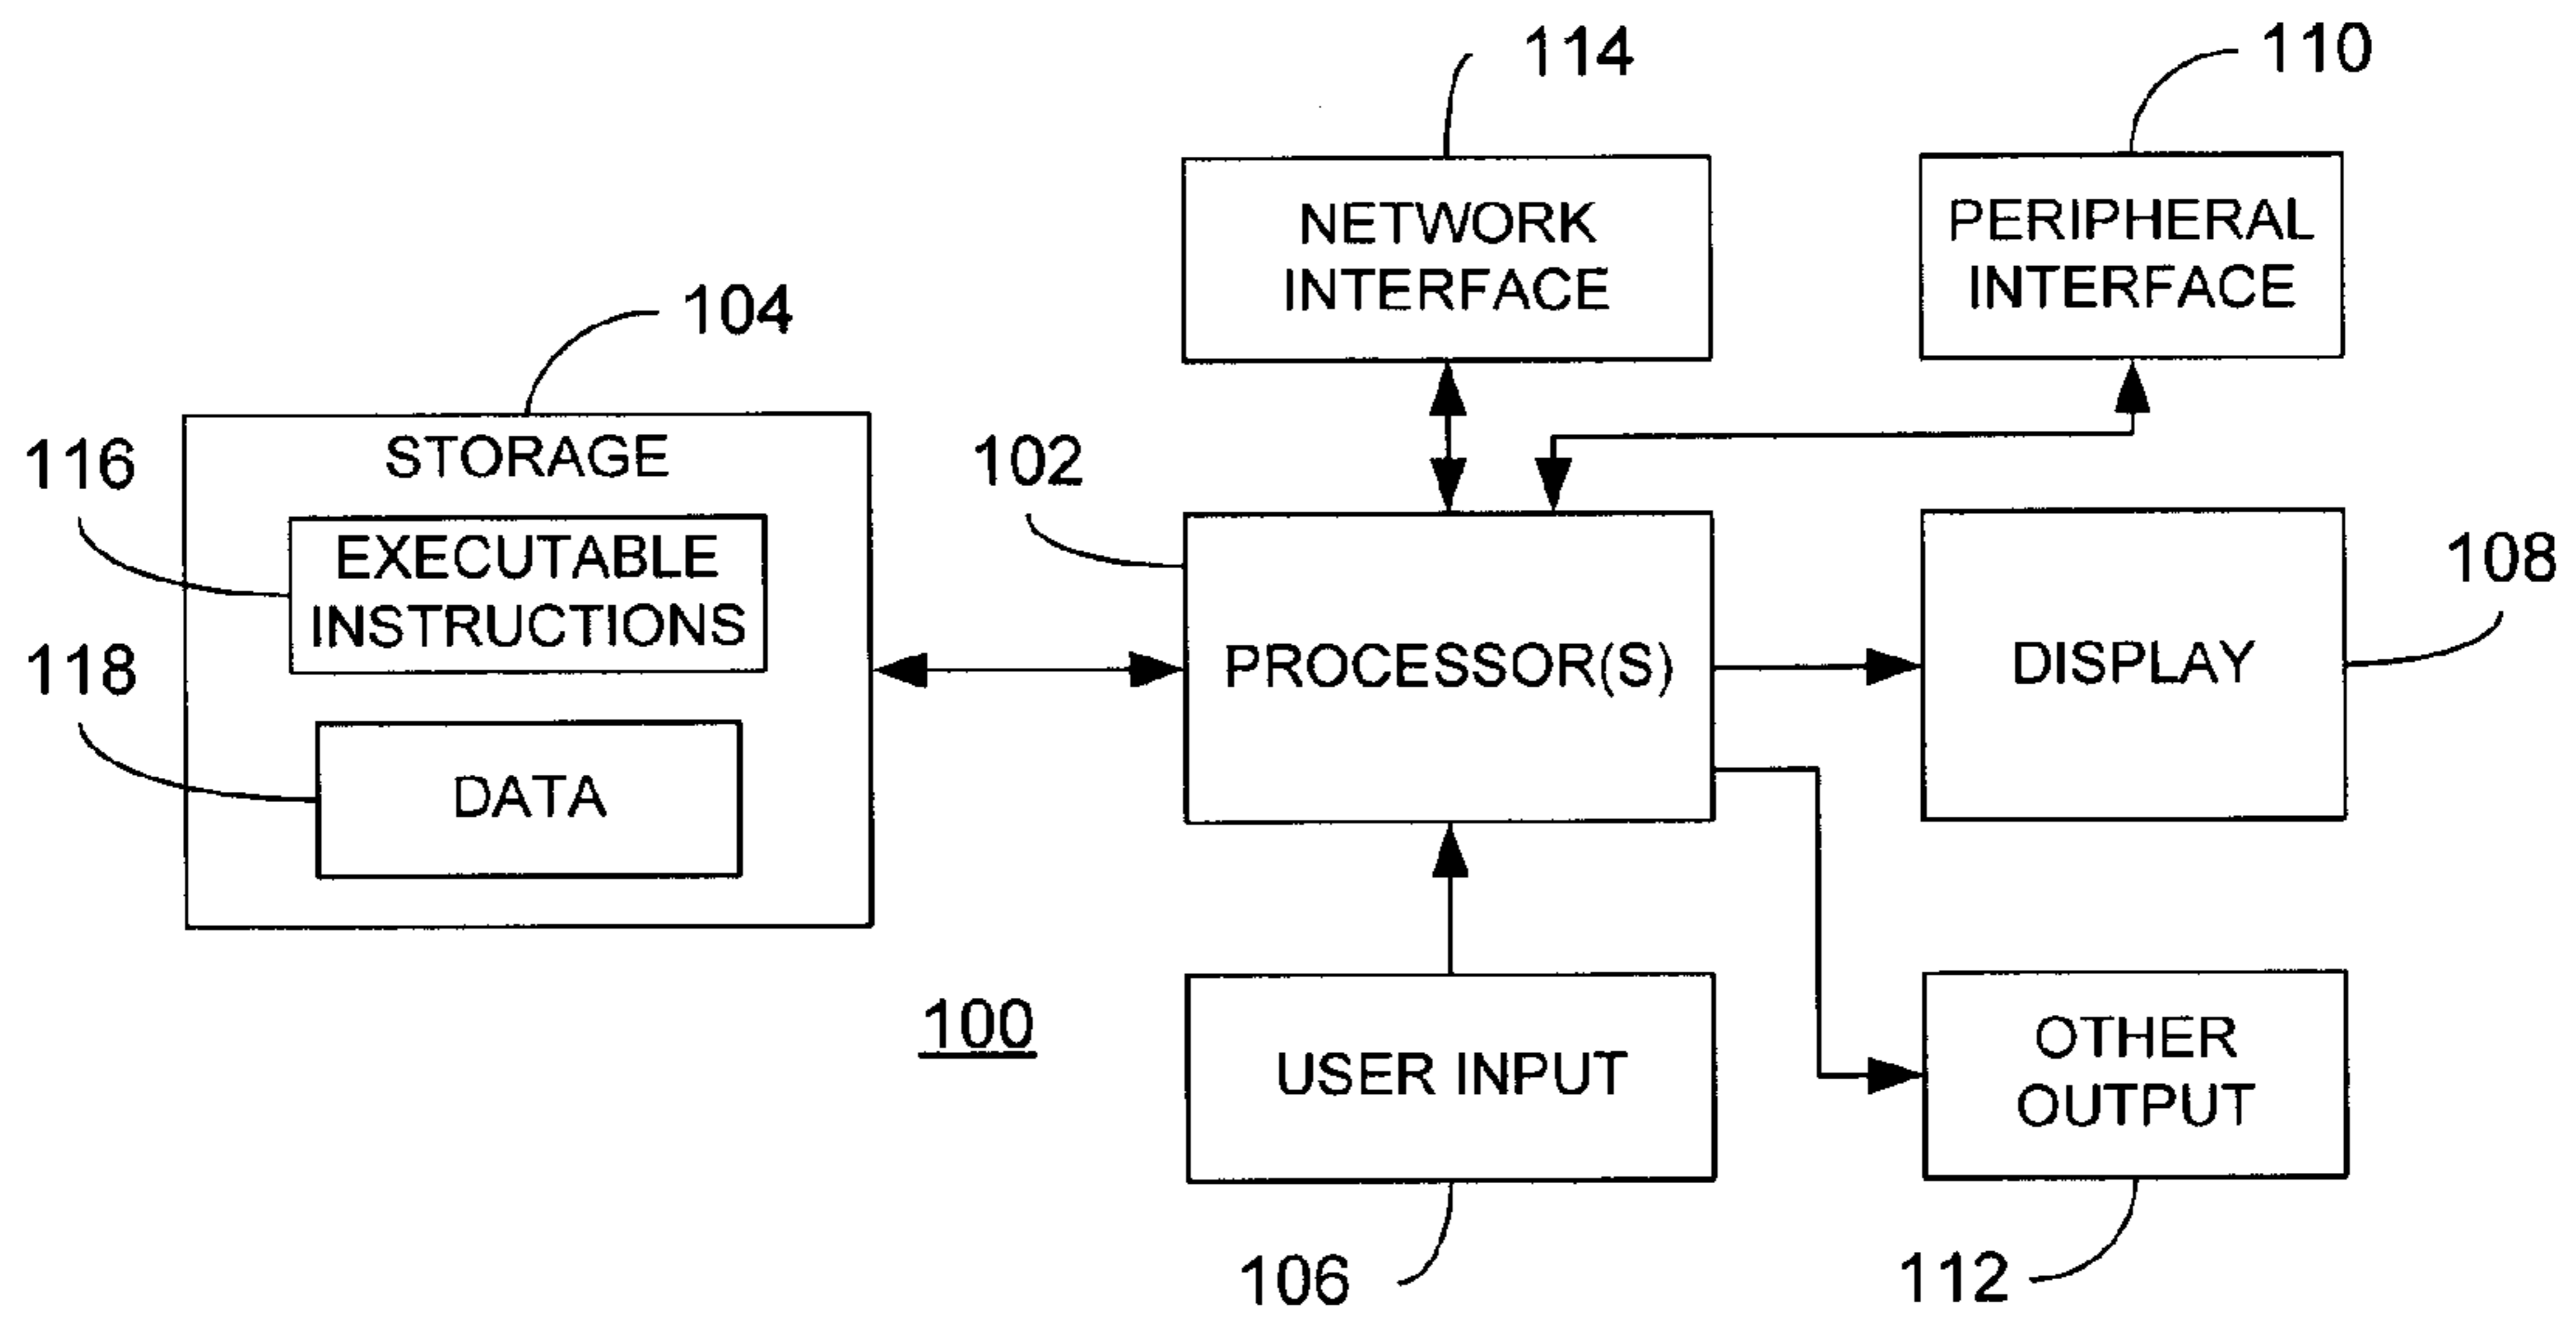 114
110
NETWORK
INTERFACE
PERIPHERAL
INTERFACE
104
STORAGE
116
EXECUTABLE
INSTRUCTIONS
118
DATA
102
PROCESSOR(S)
DISPLAY
108
100
USER INPUT
OTHER
OUTPUT
106
112